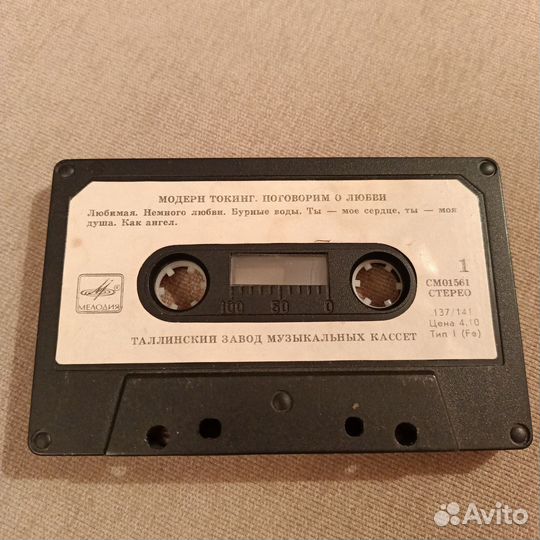 МОДЕРН ТОКИНГ. ПОГОВОРИМ О ЛЮБВИ
Любимая. Немного любви. Бурные воды. Ты — мое сердце, ты — моя
душа. Как ангел.
1
СМ01561
СТЕРЕО
МЕЛОДИЯ
100 50 0
137/141
Цена 4.10
Тип I (Fe)
ТАЛЛИНСКИЙ ЗАВОД МУЗЫКАЛЬНЫХ КАССЕТ
Avito